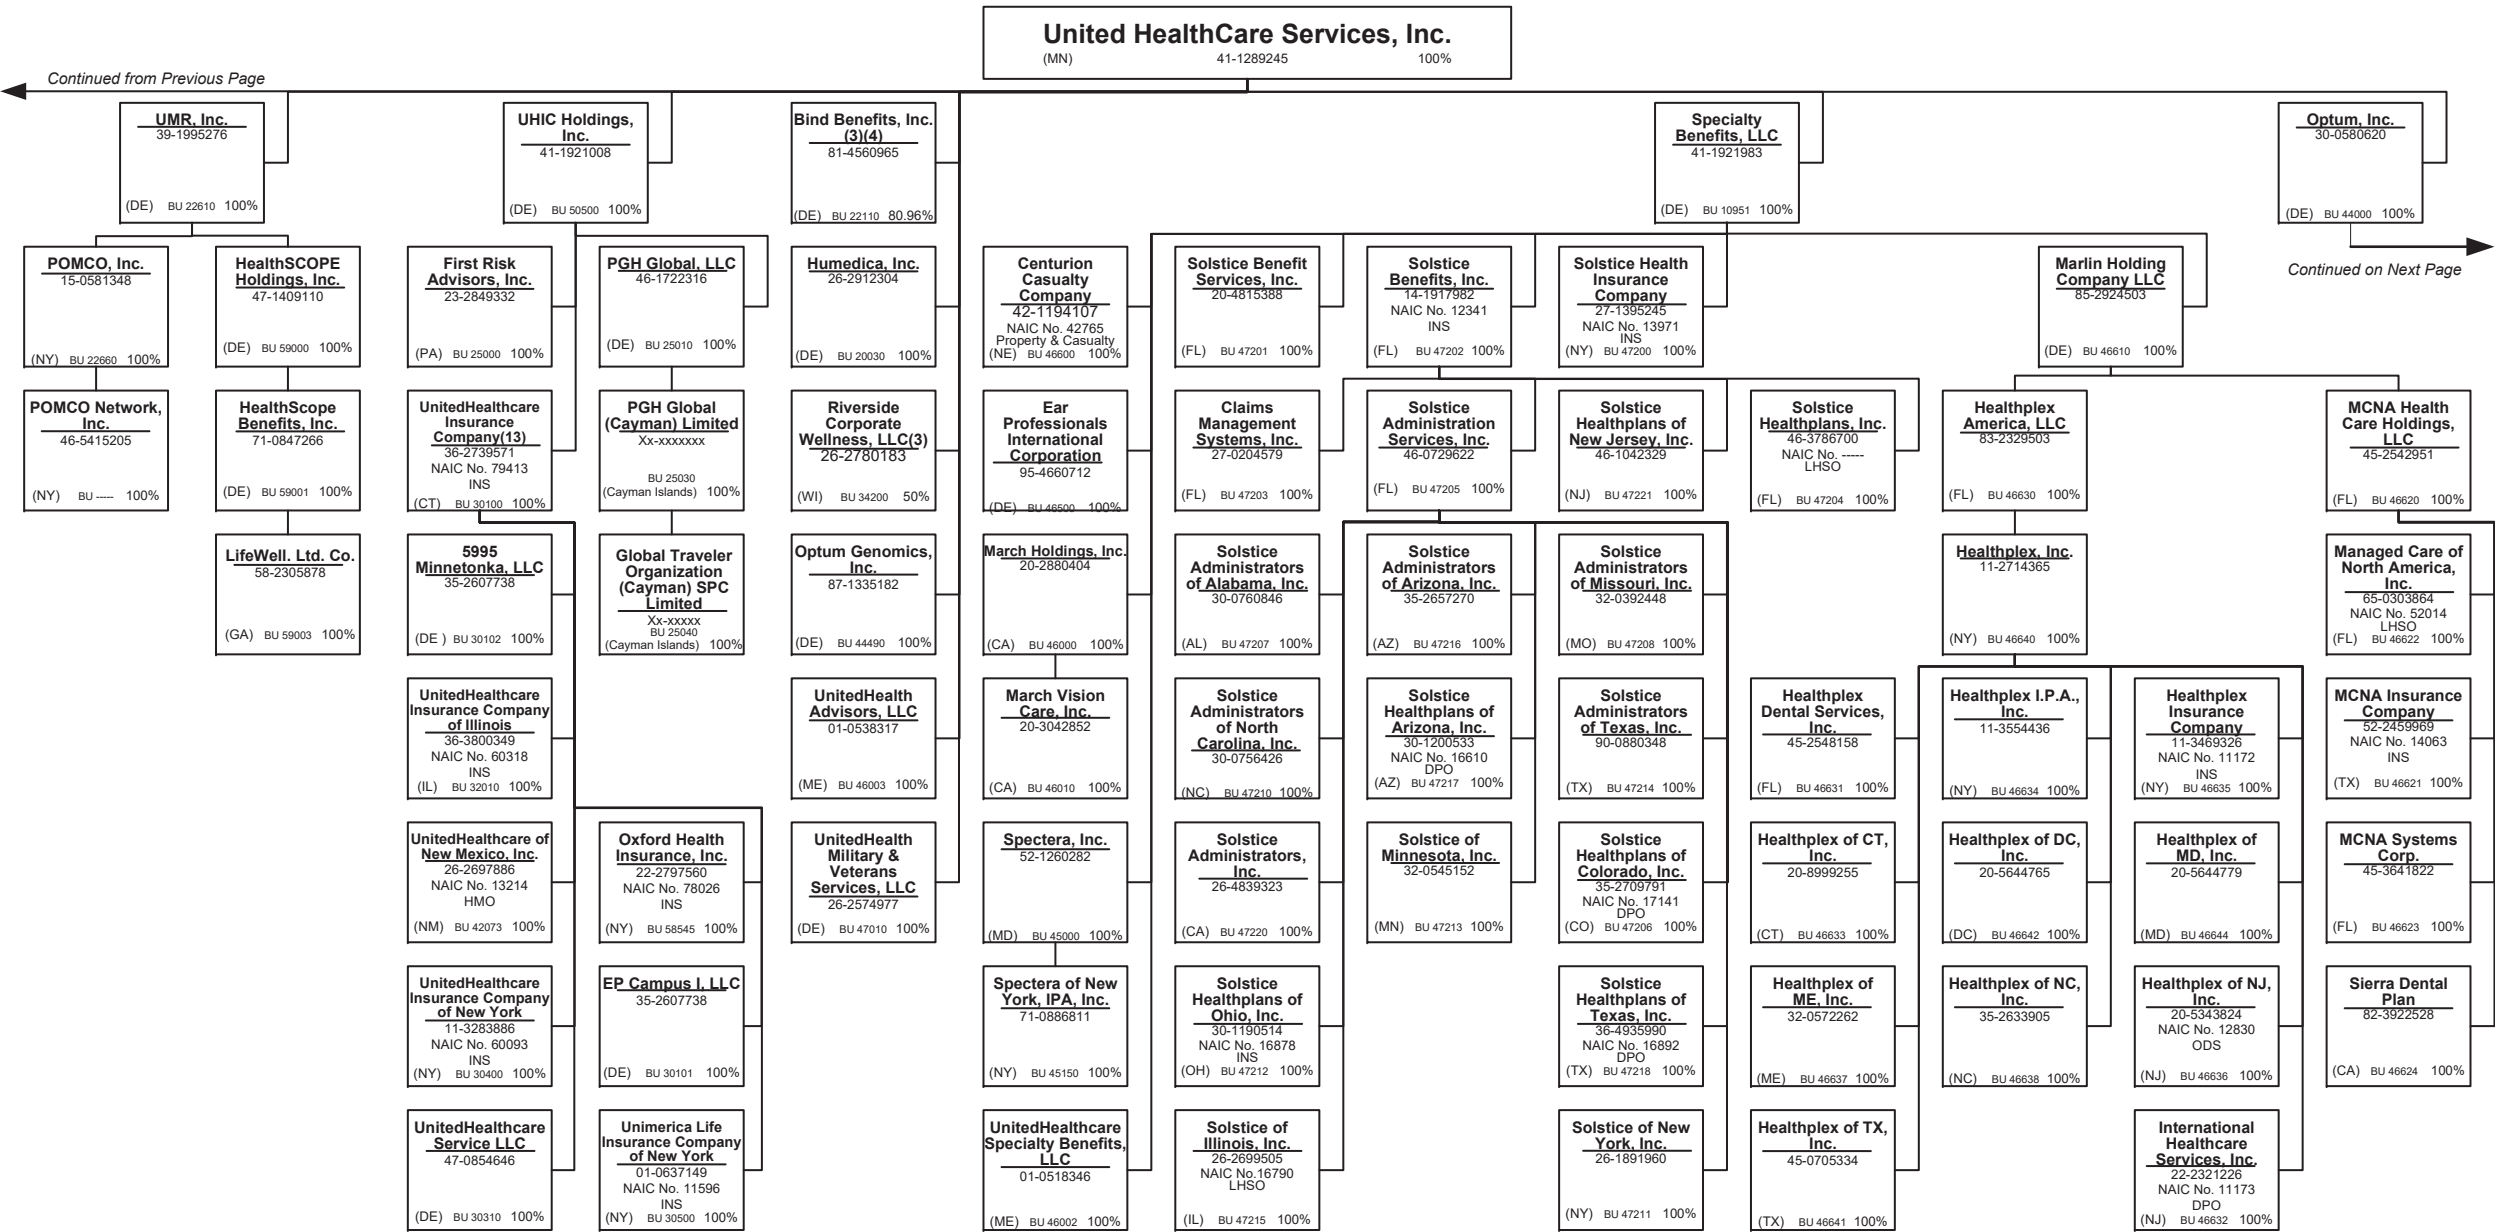 United HealthCare Services, Inc.
(MN) 41-1289245 100%
Continued from Previous Page
UMR, Inc.
39-1995276
(DE) BU 22610 100%
UHIC Holdings,
Inc.
41-1921008
(DE) BU 50500 100%
Bind Benefits, Inc.
(3)(4)
81-4560965
(DE) BU 22110 80.96%
Specialty
Benefits, LLC
41-1921983
(DE) BU 10951 100%
Optum, Inc.
30-0580620
(DE) BU 44000 100%
Continued on Next Page
POMCO, Inc.
15-0581348
(NY) BU 22660 100%
HealthSCOPE
Holdings, Inc.
47-1409110
(DE) BU 59000 100%
First Risk
Advisors, Inc.
23-2849332
(PA) BU 25000 100%
PGH Global, LLC
46-1722316
(DE) BU 25010 100%
Humedica, Inc.
26-2912304
(DE) BU 20030 100%
Centurion
Casualty
Company
42-1194107
NAIC No. 42765
Property & Casualty
(NE) BU 46600 100%
Solstice Benefit
Services, Inc.
20-4815388
(FL) BU 47201 100%
Solstice
Benefits, Inc.
14-1917982
NAIC No. 12341
INS
(FL) BU 47202 100%
Solstice Health
Insurance
Company
27-1395245
NAIC No. 13971
INS
(NY) BU 47200 100%
Marlin Holding
Company LLC
85-2924503
(DE) BU 46610 100%
POMCO Network,
Inc.
46-5415205
(NY) BU ----- 100%
HealthScope
Benefits, Inc.
71-0847266
(DE) BU 59001 100%
UnitedHealthcare
Insurance
Company(13)
36-2739571
NAIC No. 79413
INS
(CT) BU 30100 100%
PGH Global
(Cayman) Limited
Xx-xxxxxxx
BU 25030
(Cayman Islands) 100%
Riverside
Corporate
Wellness, LLC(3)
26-2780183
(WI) BU 34200 50%
Ear
Professionals
International
Corporation
95-4660712
(DE) BU 46500 100%
Claims
Management
Systems, Inc.
27-0204579
(FL) BU 47203 100%
Solstice
Administration
Services, Inc.
46-0729622
(FL) BU 47205 100%
Solstice
Healthplans of
New Jersey, Inc.
46-1042329
(NJ) BU 47221 100%
Solstice
Healthplans, Inc.
46-3786700
NAIC No. -----
LHSO
(FL) BU 47204 100%
Healthplex
America, LLC
83-2329503
(FL) BU 46630 100%
MCNA Health
Care Holdings,
LLC
45-2542951
(FL) BU 46620 100%
LifeWell. Ltd. Co.
58-2305878
(GA) BU 59003 100%
5995
Minnetonka, LLC
35-2607738
(DE ) BU 30102 100%
Global Traveler
Organization
(Cayman) SPC
Limited
Xx-xxxxx
BU 25040
(Cayman Islands) 100%
Optum Genomics,
Inc.
87-1335182
(DE) BU 44490 100%
March Holdings, Inc.
20-2880404
(CA) BU 46000 100%
Solstice
Administrators
of Alabama, Inc.
30-0760846
(AL) BU 47207 100%
Solstice
Administrators
of Arizona, Inc.
35-2657270
(AZ) BU 47216 100%
Solstice
Administrators
of Missouri, Inc.
32-0392448
(MO) BU 47208 100%
Healthplex, Inc.
11-2714365
(NY) BU 46640 100%
Managed Care of
North America,
Inc.
65-0303864
NAIC No. 52014
LHSO
(FL) BU 46622 100%
UnitedHealthcare
Insurance Company
of Illinois
36-3800349
NAIC No. 60318
INS
(IL) BU 32010 100%
UnitedHealth
Advisors, LLC
01-0538317
(ME) BU 46003 100%
March Vision
Care, Inc.
20-3042852
(CA) BU 46010 100%
Solstice
Administrators
of North
Carolina, Inc.
30-0756426
(NC) BU 47210 100%
Solstice
Healthplans of
Arizona, Inc.
30-1200533
NAIC No. 16610
DPO
(AZ) BU 47217 100%
Solstice
Administrators
of Texas, Inc.
90-0880348
(TX) BU 47214 100%
Healthplex
Dental Services,
Inc.
45-2548158
(FL) BU 46631 100%
Healthplex I.P.A.,
Inc.
11-3554436
(NY) BU 46634 100%
Healthplex
Insurance
Company
11-3469326
NAIC No. 11172
INS
(NY) BU 46635 100%
MCNA Insurance
Company
52-2459969
NAIC No. 14063
INS
(TX) BU 46621 100%
UnitedHealthcare of
New Mexico, Inc.
26-2697886
NAIC No. 13214
HMO
(NM) BU 42073 100%
Oxford Health
Insurance, Inc.
22-2797560
NAIC No. 78026
INS
(NY) BU 58545 100%
UnitedHealth
Military &
Veterans
Services, LLC
26-2574977
(DE) BU 47010 100%
Spectera, Inc.
52-1260282
(MD) BU 45000 100%
Solstice
Administrators,
Inc.
26-4839323
(CA) BU 47220 100%
Solstice of
Minnesota, Inc.
32-0545152
(MN) BU 47213 100%
Solstice
Healthplans of
Colorado, Inc.
35-2709791
NAIC No. 17141
DPO
(CO) BU 47206 100%
Healthplex of CT,
Inc.
20-8999255
(CT) BU 46633 100%
Healthplex of DC,
Inc.
20-5644765
(DC) BU 46642 100%
Healthplex of
MD, Inc.
20-5644779
(MD) BU 46644 100%
MCNA Systems
Corp.
45-3641822
(FL) BU 46623 100%
UnitedHealthcare
Insurance Company
of New York
11-3283886
NAIC No. 60093
INS
(NY) BU 30400 100%
EP Campus I, LLC
35-2607738
(DE) BU 30101 100%
Spectera of New
York, IPA, Inc.
71-0886811
(NY) BU 45150 100%
Solstice
Healthplans of
Ohio, Inc.
30-1190514
NAIC No. 16878
INS
(OH) BU 47212 100%
Solstice
Healthplans of
Texas, Inc.
36-4935990
NAIC No. 16892
DPO
(TX) BU 47218 100%
Healthplex of
ME, Inc.
32-0572262
(ME) BU 46637 100%
Healthplex of NC,
Inc.
35-2633905
(NC) BU 46638 100%
Healthplex of NJ,
Inc.
20-5343824
NAIC No. 12830
ODS
(NJ) BU 46636 100%
Sierra Dental
Plan
82-3922528
(CA) BU 46624 100%
UnitedHealthcare
Service LLC
47-0854646
(DE) BU 30310 100%
Unimerica Life
Insurance Company
of New York
01-0637149
NAIC No. 11596
INS
(NY) BU 30500 100%
UnitedHealthcare
Specialty Benefits,
LLC
01-0518346
(ME) BU 46002 100%
Solstice of
Illinois, Inc.
26-2699505
NAIC No.16790
LHSO
(IL) BU 47215 100%
Solstice of New
York, Inc.
26-1891960
(NY) BU 47211 100%
Healthplex of TX,
Inc.
45-0705334
(TX) BU 46641 100%
International
Healthcare
Services, Inc.
22-2321226
NAIC No. 11173
DPO
(NJ) BU 46632 100%